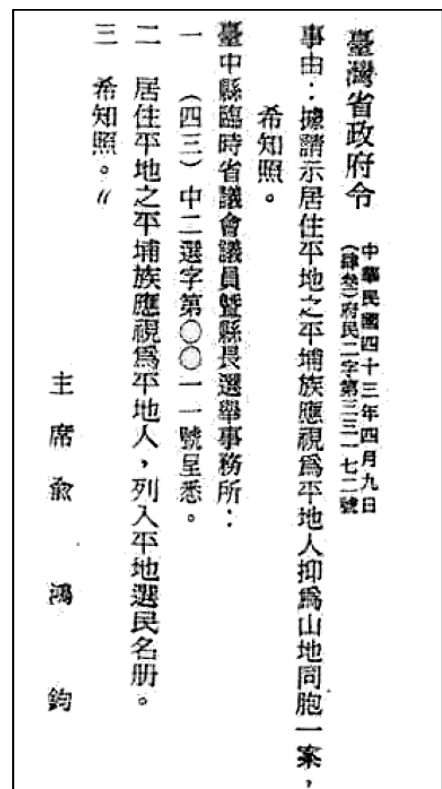 臺灣省政府令
中華民國四十三年四月九日
(肆叁)府民二字第三三一七二號
事由：據請示居住平地之平埔族應視爲平地人抑爲山地同胞一案，
希知照。
臺中縣臨時省議會議員暨縣長選舉事務所：
一　(四三)中二選字第〇〇一一號呈悉。
二　居住平地之平埔族應視爲平地人，列入平地選民名册。
三　希知照。〃
主席俞　鴻　鈞